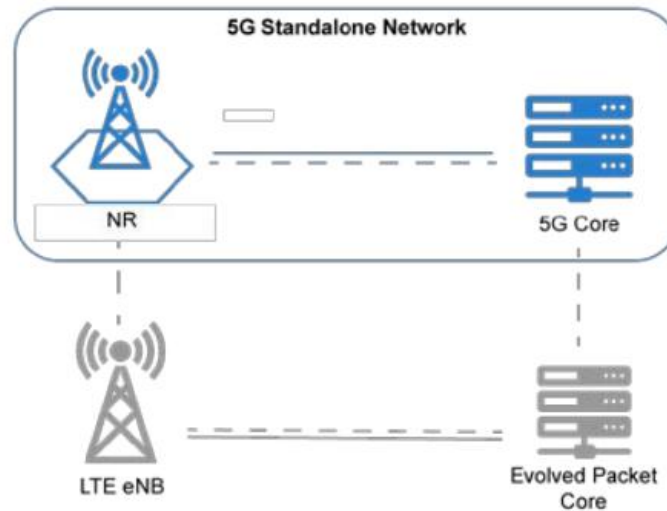 5G Standalone Network
NR
5G Core
LTE eNB
Evolved Packet
Core